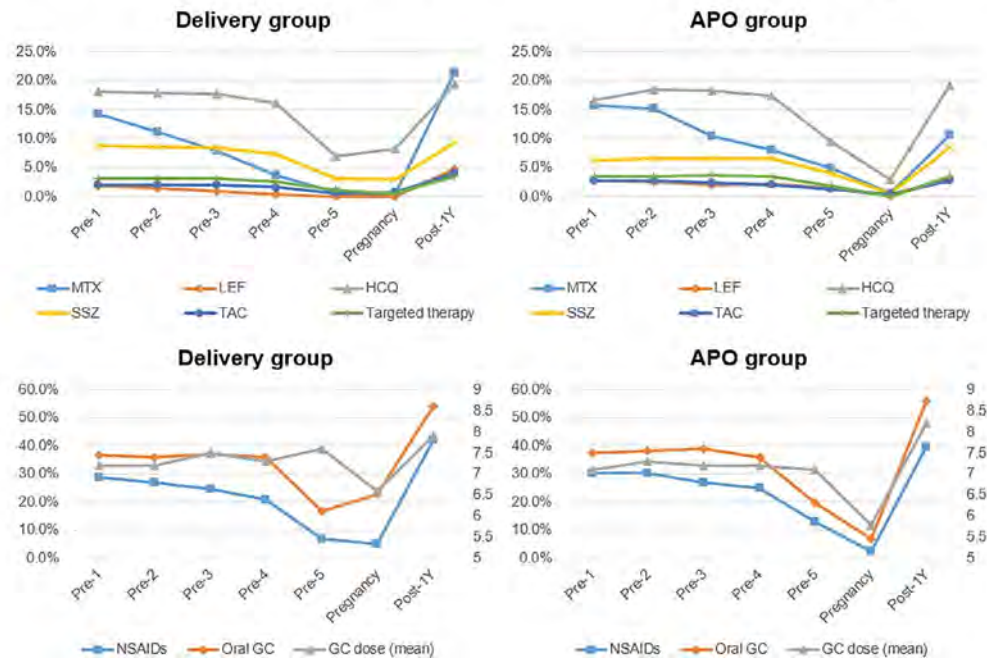 Delivery group
25.0%
20.0%
15.0%
10.0%
5.0%
0.0%
Pre-1
Pre-2
Pre-3
Pre-4
Pre-5
Pregnancy
Post-1Y
MTX LEF HCQ
SSZ TAC Targeted therapy
APO group
25.0%
20.0%
15.0%
10.0%
5.0%
0.0%
Pre-1
Pre-2
Pre-3
Pre-4
Pre-5
Pregnancy
Post-1Y
MTX LEF HCQ
SSZ TAC Targeted therapy
Delivery group
60.0%
50.0%
40.0%
30.0%
20.0%
10.0%
0.0%
9
8.5
8
7.5
7
6.5
6
5.5
5
Pre-1
Pre-2
Pre-3
Pre-4
Pre-5
Pregnancy
Post-1Y
NSAIDs Oral GC GC dose (mean)
APO group
60.0%
50.0%
40.0%
30.0%
20.0%
10.0%
0.0%
9
8.5
8
7.5
7
6.5
6
5.5
5
Pre-1
Pre-2
Pre-3
Pre-4
Pre-5
Pregnancy
Post-1Y
NSAIDs Oral GC GC dose (mean)